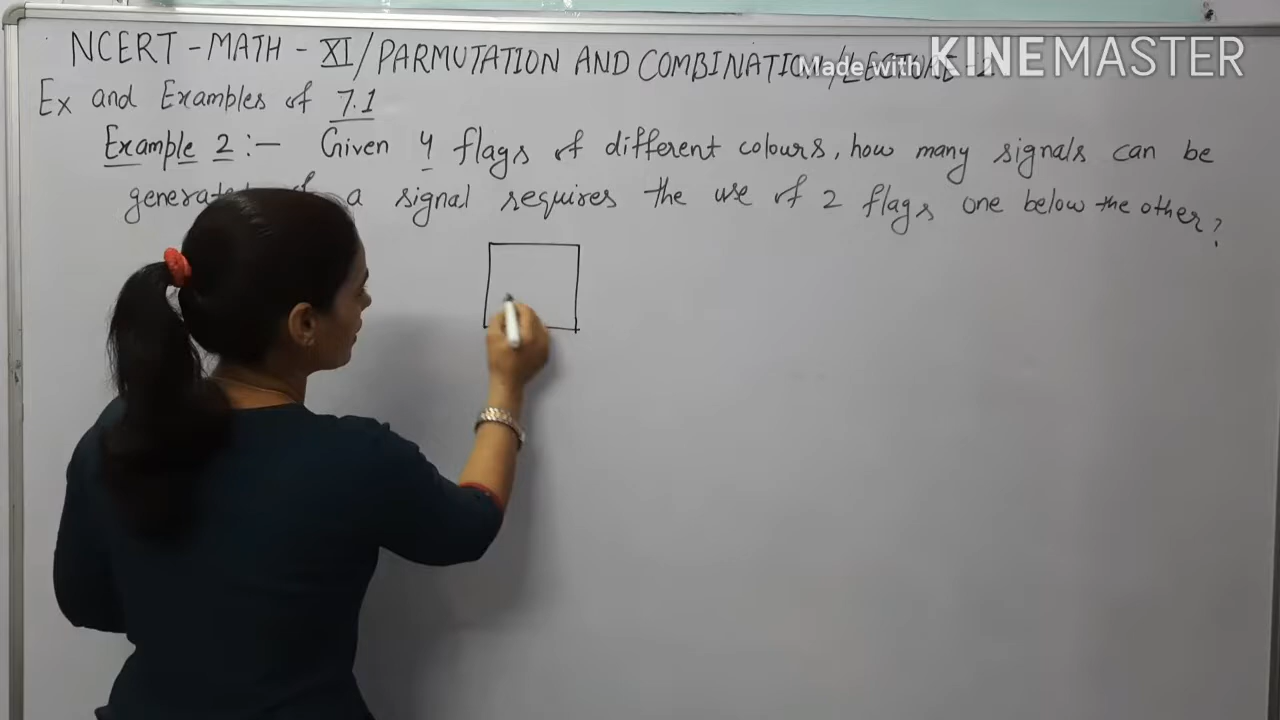 NCERT - MATH - XI / PARMUTATION AND COMBINATION / LECTURE - 2
Made with KINEMASTER
Ex and Examples of 7.1
Example 2 :- Given 4 flags of different colours, how many signals can be
a signal requires the use of 2 flags one below the other?